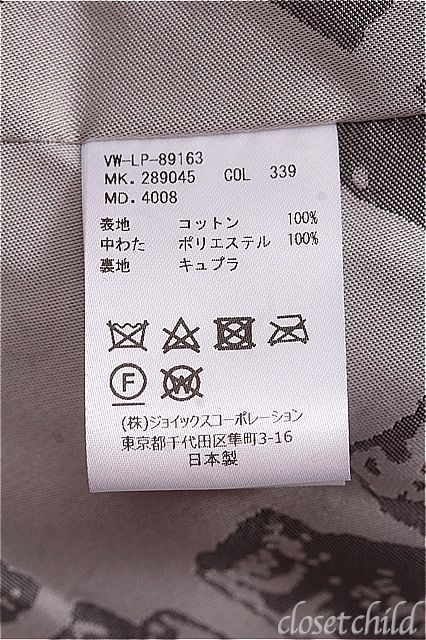 VW-LP-89163
MK. 289045 COL 339
MD. 4008
表地 コットン 100%
中わた ポリエステル 100%
裏地 キュプラ
F
W
(株)ジョイックスコーポレーション
東京都千代田区隼町3-16
日本製
closetchild